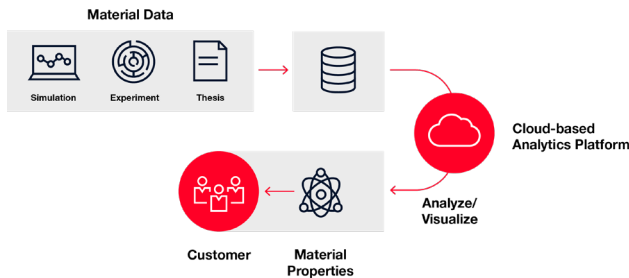 Material Data
Simulation
Experiment
Thesis
Cloud-based
Analytics Platform
Analyze/
Visualize
Customer
Material
Properties